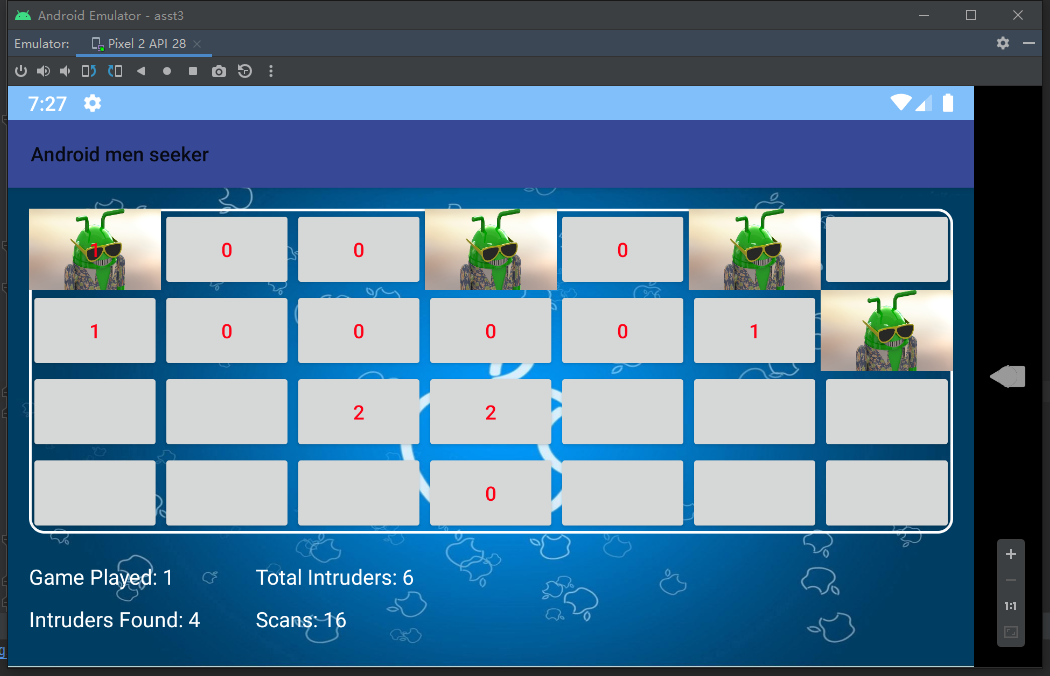 Android Emulator - asst3
Emulator: Pixel 2 API 28
7:27
Android men seeker
1 0 0 0
1 0 0 0 0 1
2 2
0
Game Played: 1 Total Intruders: 6
Intruders Found: 4 Scans: 16
1:1